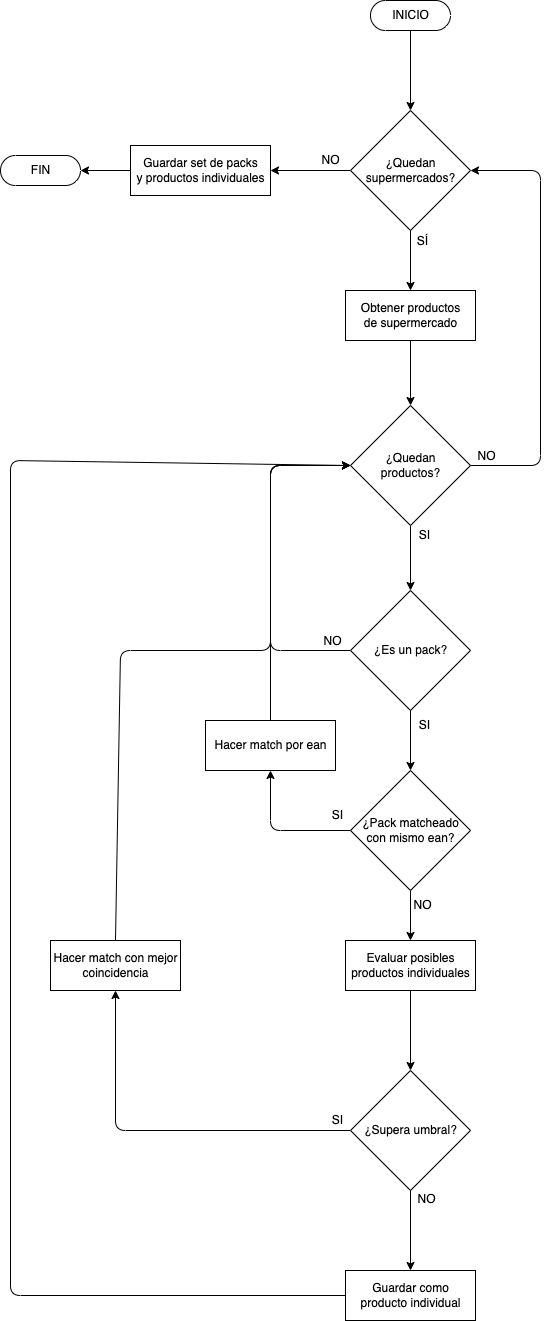 INICIO
¿Quedan
supermercados?
NO
Guardar set de packs
y productos individuales
FIN
SÍ
Obtener productos
de supermercado
¿Quedan
productos?
NO
SI
¿Es un pack?
NO
SI
Hacer match por ean
¿Pack matcheado
con mismo ean?
SI
NO
Evaluar posibles
productos individuales
Hacer match con mejor
coincidencia
¿Supera umbral?
SI
NO
Guardar como
producto individual